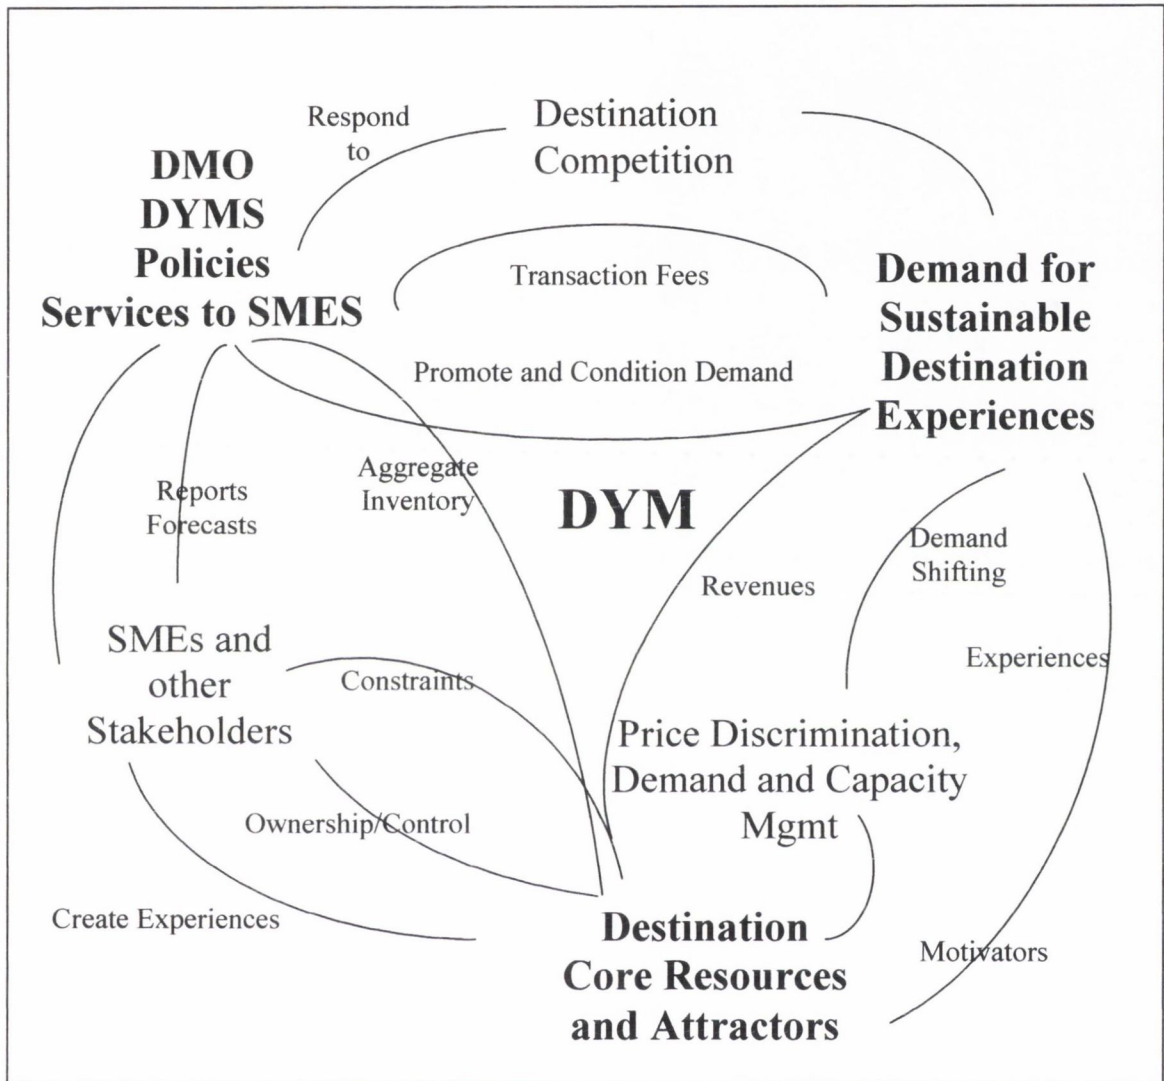 Respond
to
Destination
Competition
DMO
DYMS
Policies
Services to SMES
Transaction Fees
Demand for
Sustainable
Destination
Experiences
Promote and Condition Demand
Aggregate
Inventory
Reports
Forecasts
DYM
Demand
Shifting
Revenues
SMEs and
other
Stakeholders
Constraints
Experiences
Price Discrimination,
Demand and Capacity
Mgmt
Ownership/Control
Create Experiences
Destination
Core Resources
and Attractors
Motivators